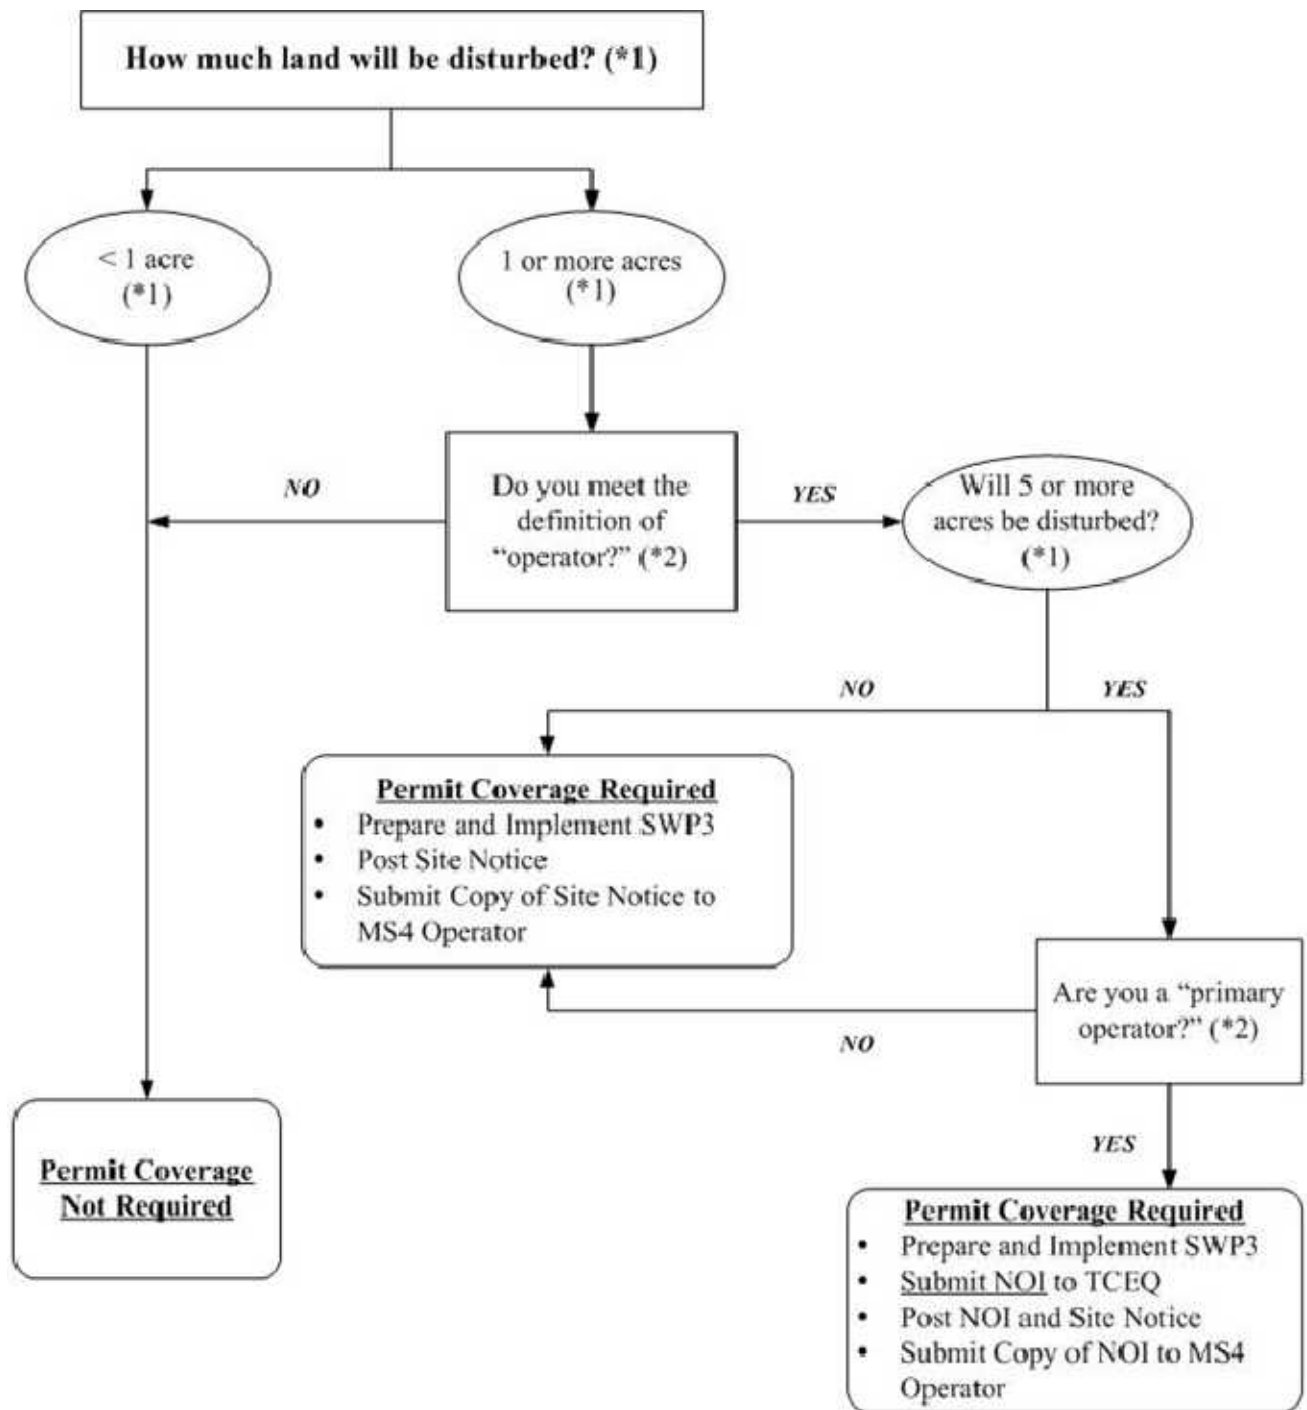 How much land will be disturbed? (*1)
< 1 acre
(*1)
1 or more acres
(*1)
NO
Do you meet the
definition of
“operator?” (*2)
YES
Will 5 or more
acres be disturbed?
(*1)
NO
YES
Permit Coverage Required
• Prepare and Implement SWP3
• Post Site Notice
• Submit Copy of Site Notice to
MS4 Operator
Are you a “primary
operator?” (*2)
NO
YES
Permit Coverage
Not Required
Permit Coverage Required
• Prepare and Implement SWP3
• Submit NOI to TCEQ
• Post NOI and Site Notice
• Submit Copy of NOI to MS4
Operator